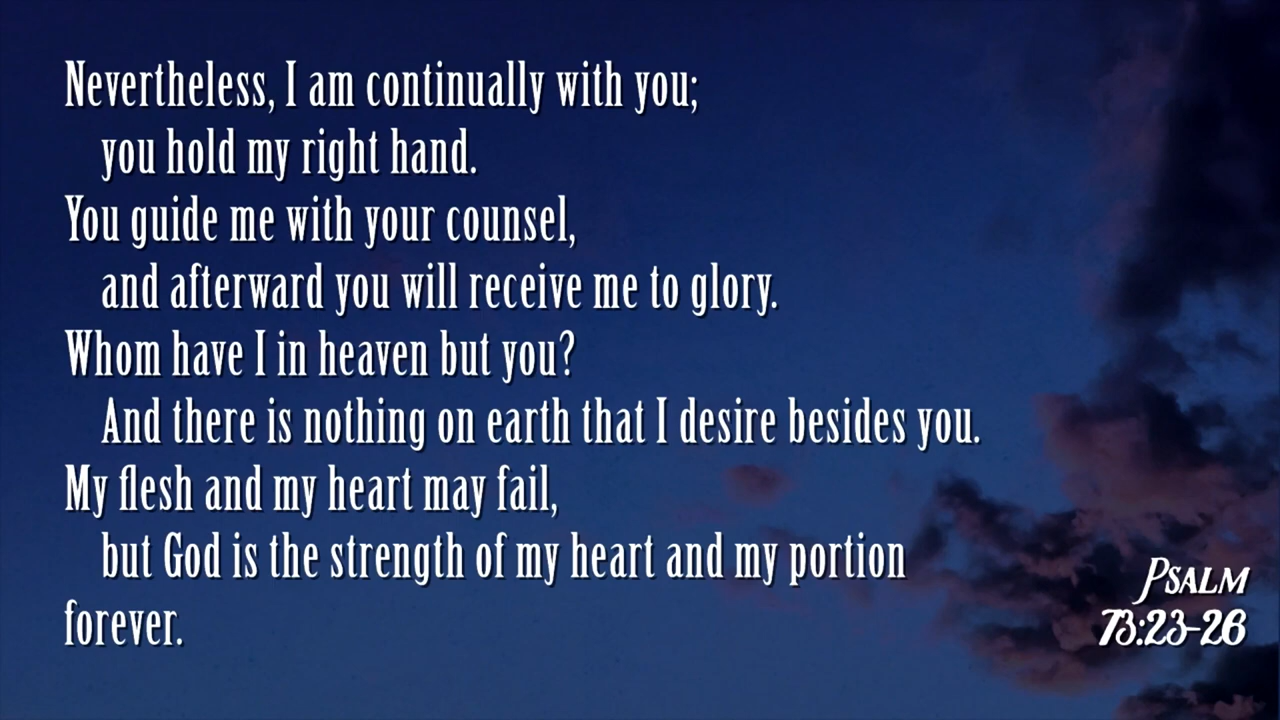 Nevertheless, I am continually with you;
you hold my right hand.
You guide me with your counsel,
and afterward you will receive me to glory.
Whom have I in heaven but you?
And there is nothing on earth that I desire besides you.
My flesh and my heart may fail,
but God is the strength of my heart and my portion
forever.
Psalm
73:23-26